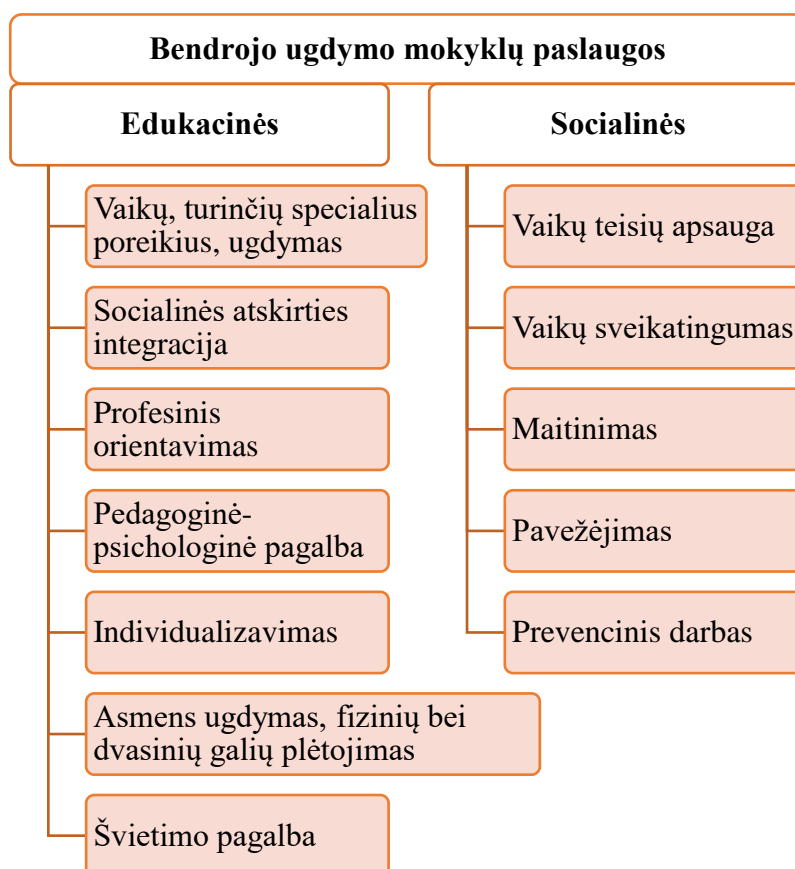 Bendrojo ugdymo mokyklų paslaugos
Edukacinės
Vaikų, turinčių specialius
poreikius, ugdymas
Socialinės atskirties
integracija
Profesinis
orientavimas
Pedagoginė-
psichologinė pagalba
Individualizavimas
Asmens ugdymas, fizinių bei
dvasinių galių plėtojimas
Švietimo pagalba
Socialinės
Vaikų teisių apsauga
Vaikų sveikatingumas
Maitinimas
Pavežėjimas
Prevencinis darbas